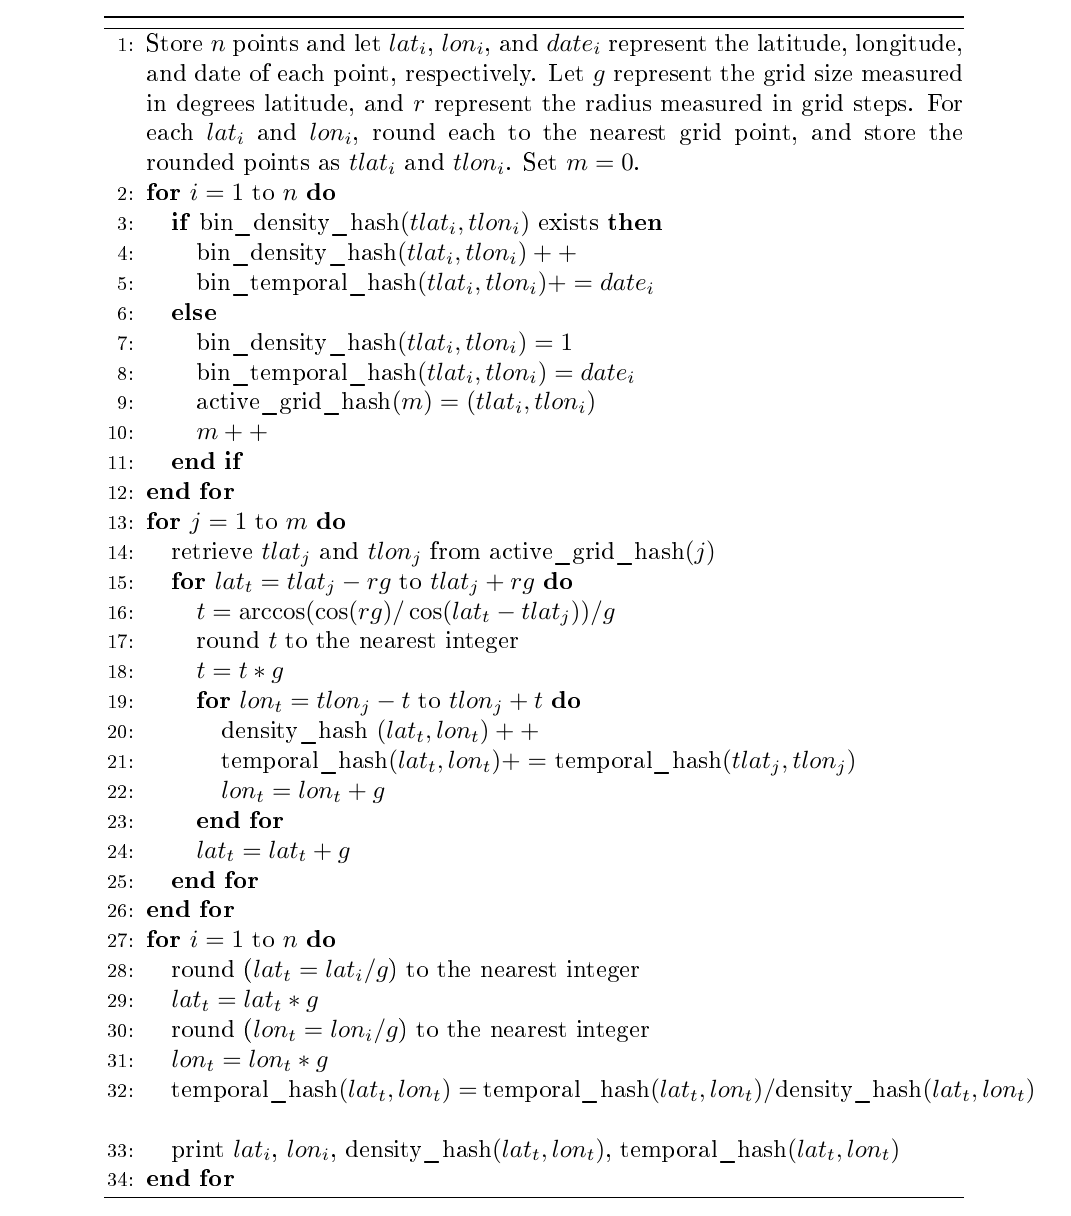 1: Store n points and let lat_i, lon_i, and date_i represent the latitude, longitude,
and date of each point, respectively. Let g represent the grid size measured
in degrees latitude, and r represent the radius measured in grid steps. For
each lat_i and lon_i, round each to the nearest grid point, and store the
rounded points as tlat_i and tlon_i. Set m = 0.
2: for i = 1 to n do
3: if bin_density_hash(tlat_i, tlon_i) exists then
4: bin_density_hash(tlat_i, tlon_i) + +
5: bin_temporal_hash(tlat_i, tlon_i)+ = date_i
6: else
7: bin_density_hash(tlat_i, tlon_i) = 1
8: bin_temporal_hash(tlat_i, tlon_i) = date_i
9: active_grid_hash(m) = (tlat_i, tlon_i)
10: m + +
11: end if
12: end for
13: for j = 1 to m do
14: retrieve tlat_j and tlon_j from active_grid_hash(j)
15: for lat_t = tlat_j − rg to tlat_j + rg do
16: t = arccos(cos(rg)/ cos(lat_t − tlat_j))/g
17: round t to the nearest integer
18: t = t ∗ g
19: for lon_t = tlon_j − t to tlon_j + t do
20: density_hash (lat_t, lon_t) + +
21: temporal_hash(lat_t, lon_t)+ = temporal_hash(tlat_j, tlon_j)
22: lon_t = lon_t + g
23: end for
24: lat_t = lat_t + g
25: end for
26: end for
27: for i = 1 to n do
28: round (lat_t = lat_i/g) to the nearest integer
29: lat_t = lat_t ∗ g
30: round (lon_t = lon_i/g) to the nearest integer
31: lon_t = lon_t ∗ g
32: temporal_hash(lat_t, lon_t) = temporal_hash(lat_t, lon_t)/density_hash(lat_t, lon_t)
33: print lat_i, lon_i, density_hash(lat_t, lon_t), temporal_hash(lat_t, lon_t)
34: end for